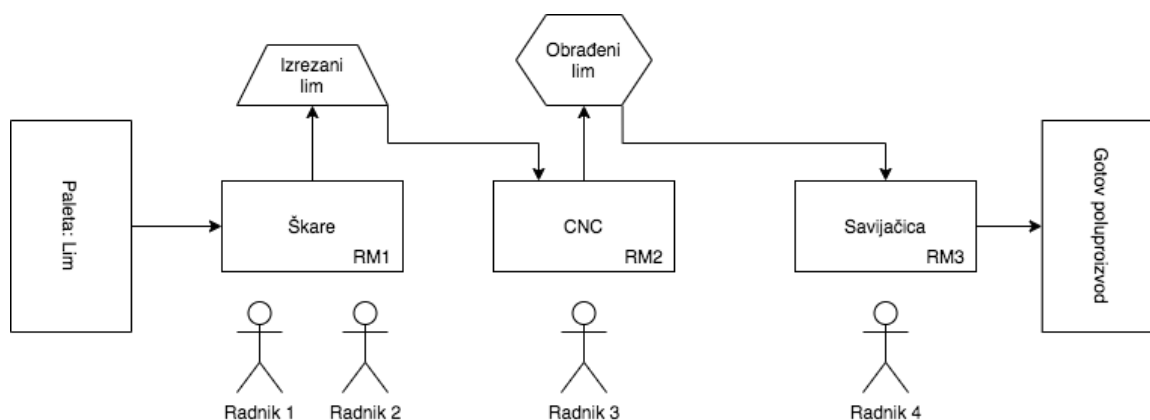 Izrezani
lim
Obrađeni
lim
Paleta: Lim
Škare
RM1
CNC
RM2
Savijačica
RM3
Gotov poluproizvod
Radnik 1
Radnik 2
Radnik 3
Radnik 4